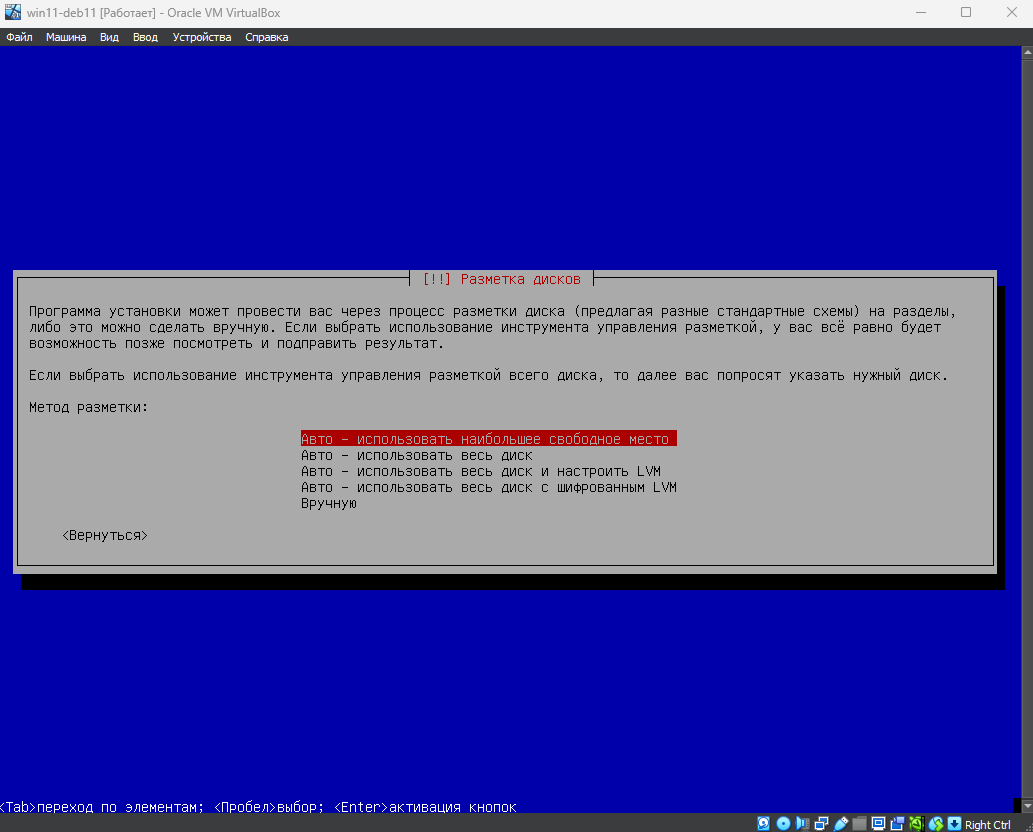 win11-deb11 [Работает] - Oracle VM VirtualBox
Файл Машина Вид Ввод Устройства Справка
[!!] Разметка дисков
Программа установки может провести вас через процесс разметки диска (предлагая разные стандартные схемы) на разделы,
либо это можно сделать вручную. Если выбрать использование инструмента управления разметкой, у вас всё равно будет
возможность позже посмотреть и подправить результат.
Если выбрать использование инструмента управления разметкой всего диска, то далее вас попросят указать нужный диск.
Метод разметки:
Авто - использовать наибольшее свободное место
Авто - использовать весь диск
Авто - использовать весь диск и настроить LVM
Авто - использовать весь диск с шифрованным LVM
Вручную
<Вернуться>
<Tab>переход по элементам; <Пробел>выбор; <Enter>активация кнопок
Right Ctrl